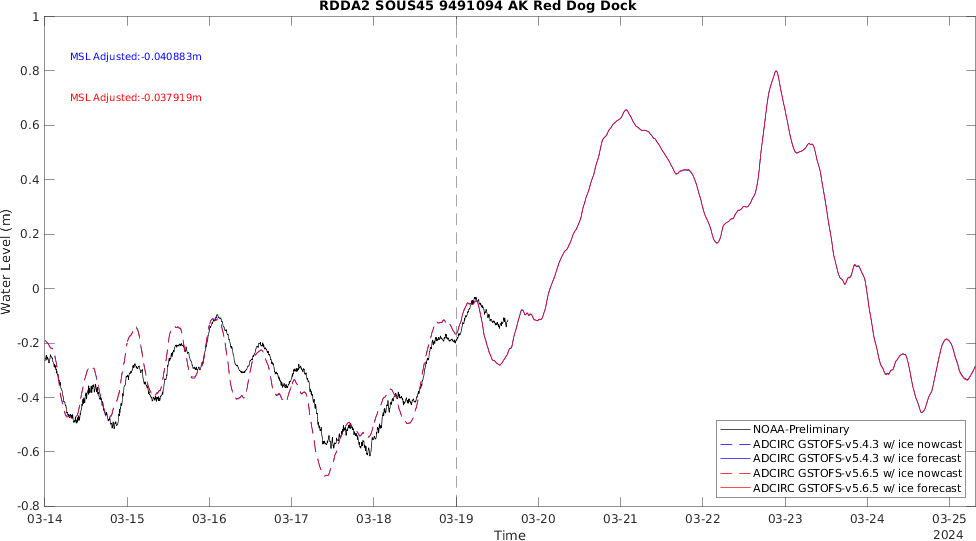 RDDA2 SOUS45 9491094 AK Red Dog Dock
MSL Adjusted:-0.040883m
MSL Adjusted:-0.037919m
Water Level (m)
1
0.8
0.6
0.4
0.2
0
-0.2
-0.4
-0.6
-0.8
NOAA-Preliminary
ADCIRC GSTOFS-v5.4.3 w/ ice nowcast
ADCIRC GSTOFS-v5.4.3 w/ ice forecast
ADCIRC GSTOFS-v5.6.5 w/ ice nowcast
ADCIRC GSTOFS-v5.6.5 w/ ice forecast
03-14 03-15 03-16 03-17 03-18 03-19 03-20 03-21 03-22 03-23 03-24 03-25
2024
Time